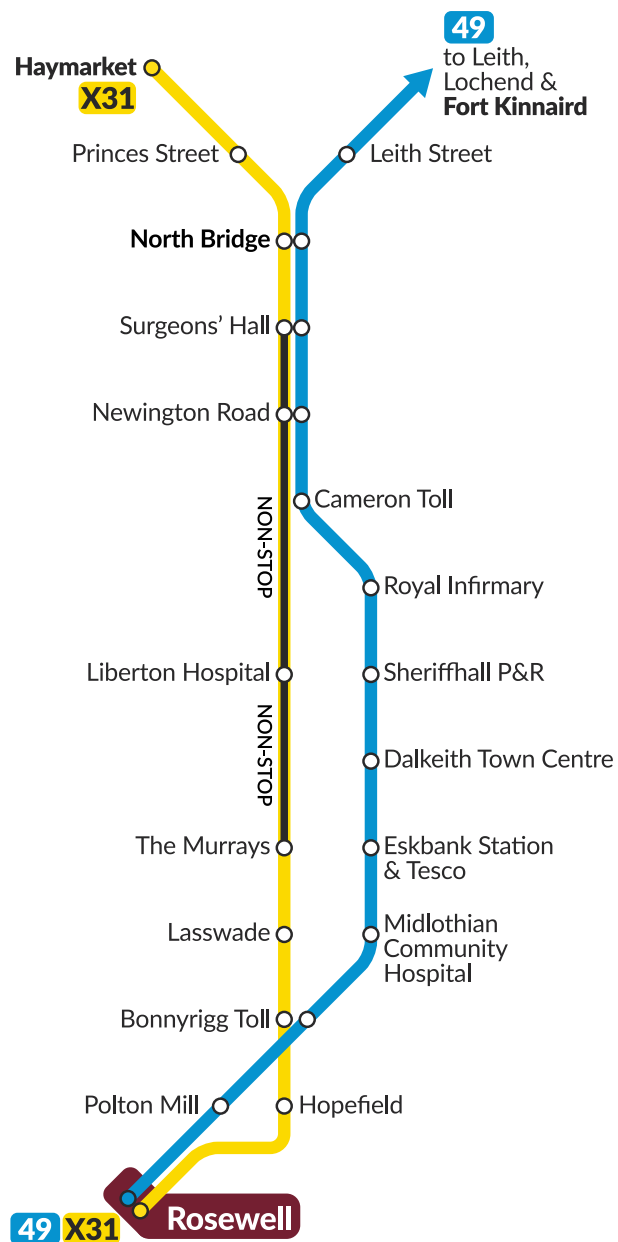 49
to Leith,
Lochend &
Fort Kinnaird
Haymarket
X31
Princes Street
Leith Street
North Bridge
Surgeons’ Hall
Newington Road
Cameron Toll
NON-STOP
Royal Infirmary
Liberton Hospital
Sheriffhall P&R
NON-STOP
Dalkeith Town Centre
The Murrays
Eskbank Station
& Tesco
Lasswade
Midlothian
Community
Hospital
Bonnyrigg Toll
Polton Mill
Hopefield
49 X31
Rosewell